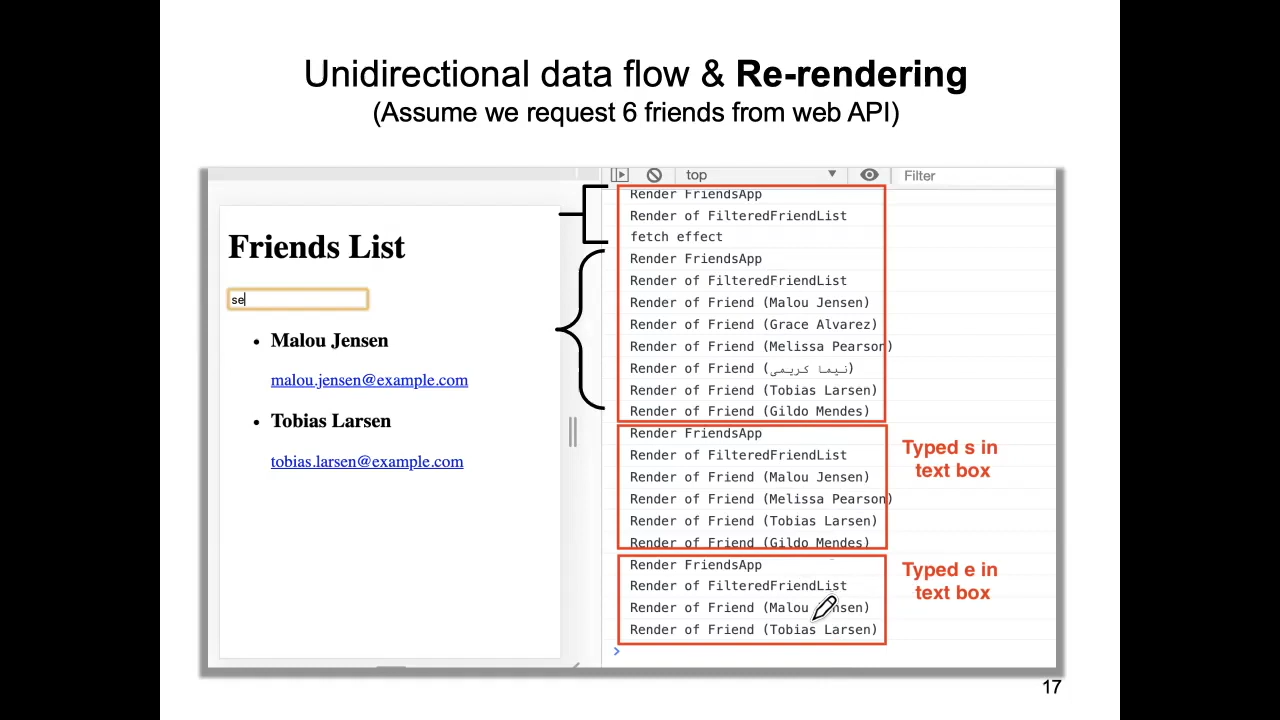 Unidirectional data flow & Re-rendering
(Assume we request 6 friends from web API)
top
Filter
Friends List
se
Malou Jensen
malou.jensen@example.com
Tobias Larsen
tobias.larsen@example.com
Render FriendsApp
Render of FilteredFriendList
fetch effect
Render FriendsApp
Render of FilteredFriendList
Render of Friend (Malou Jensen)
Render of Friend (Grace Alvarez)
Render of Friend (Melissa Pearson)
Render of Friend (نیما کریمی)
Render of Friend (Tobias Larsen)
Render of Friend (Gildo Mendes)
Render FriendsApp
Render of FilteredFriendList
Render of Friend (Malou Jensen)
Render of Friend (Melissa Pearson)
Render of Friend (Tobias Larsen)
Render of Friend (Gildo Mendes)
Typed s in
text box
Render FriendsApp
Render of FilteredFriendList
Render of Friend (Malou Jensen)
Render of Friend (Tobias Larsen)
Typed e in
text box
17